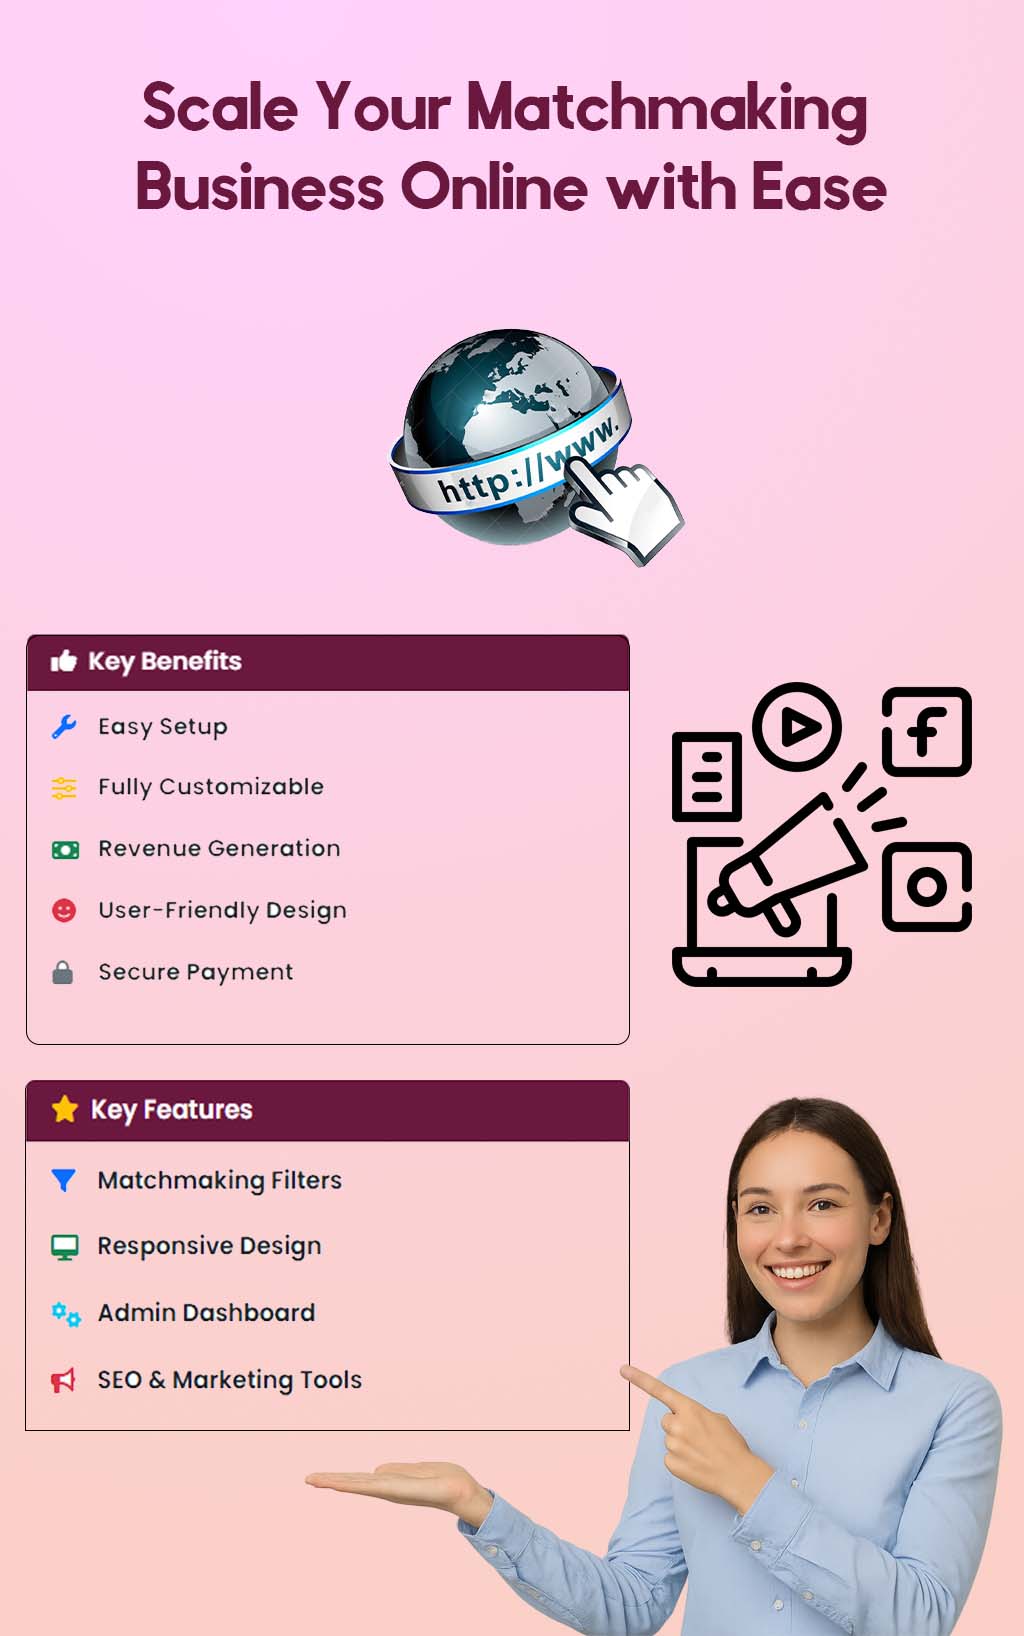 Scale Your Matchmaking
Business Online with Ease
http://www.
Key Benefits
Easy Setup
Fully Customizable
Revenue Generation
User-Friendly Design
Secure Payment
Key Features
Matchmaking Filters
Responsive Design
Admin Dashboard
SEO & Marketing Tools